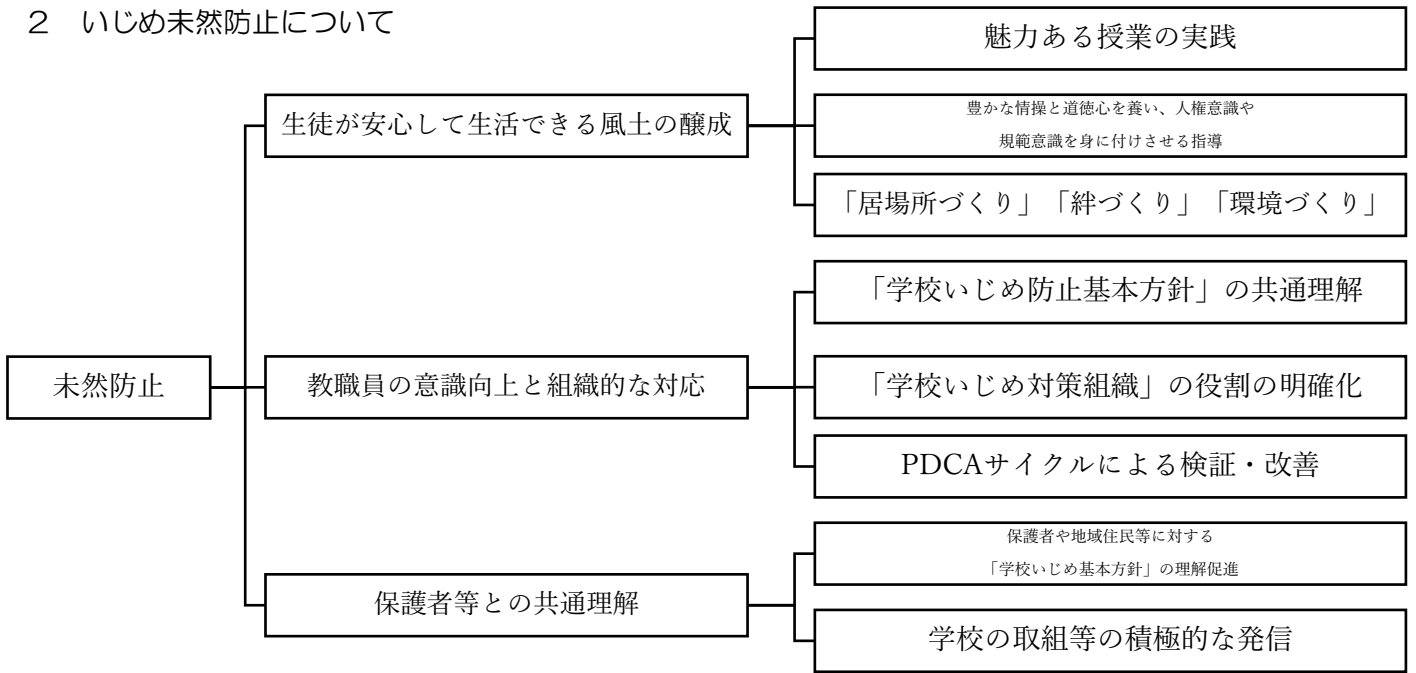 ２　いじめ未然防止について
魅力ある授業の実践
生徒が安心して生活できる風土の醸成
豊かな情操と道徳心を養い、人権意識や
規範意識を身に付けさせる指導
「居場所づくり」「絆づくり」「環境づくり」
「学校いじめ防止基本方針」の共通理解
未然防止
教職員の意識向上と組織的な対応
「学校いじめ対策組織」の役割の明確化
PDCAサイクルによる検証・改善
保護者や地域住民等に対する
「学校いじめ基本方針」の理解促進
保護者等との共通理解
学校の取組等の積極的な発信